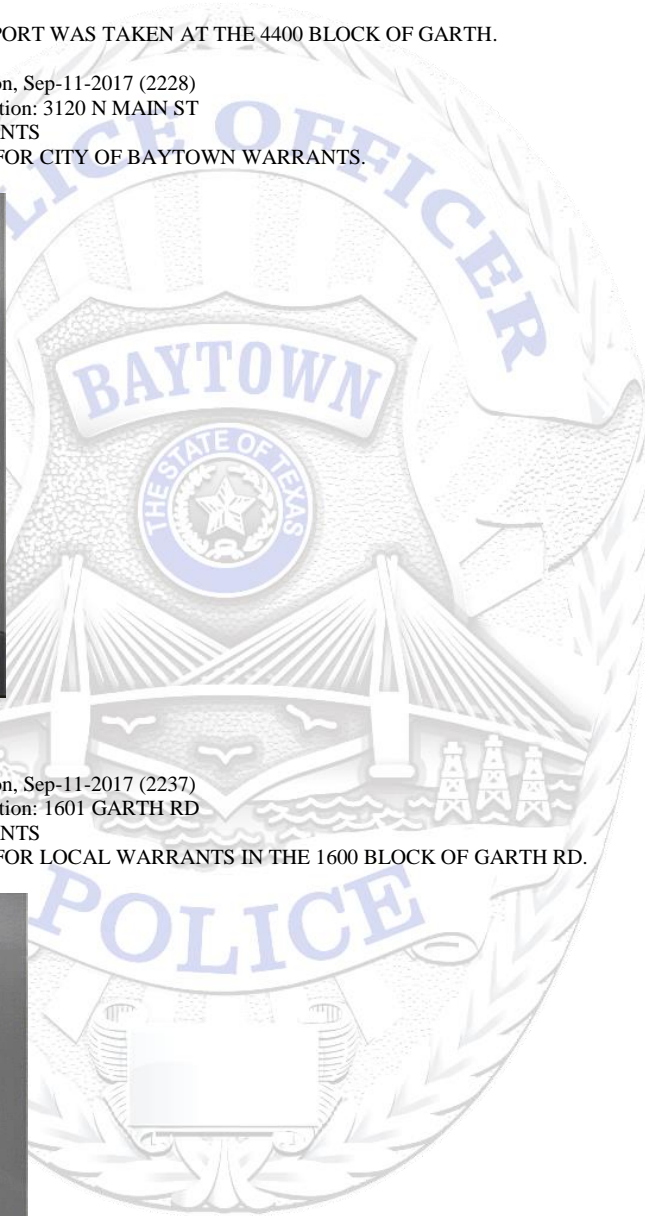 PORT WAS TAKEN AT THE 4400 BLOCK OF GARTH.
on, Sep-11-2017 (2228)
tion: 3120 N MAIN ST
NTS
FOR CITY OF BAYTOWN WARRANTS.
POLICE OFFICER
BAYTOWN
THE STATE OF TEXAS
on, Sep-11-2017 (2237)
tion: 1601 GARTH RD
NTS
FOR LOCAL WARRANTS IN THE 1600 BLOCK OF GARTH RD.
POLICE